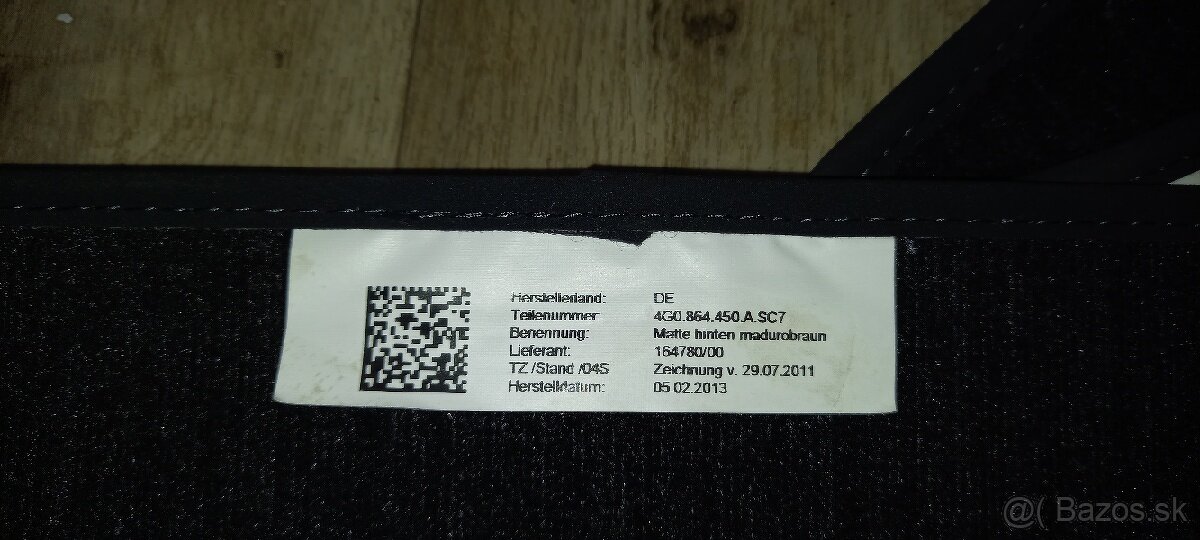 Herstellerland: DE
Teilenummer 4G0.864.450.A.SC7
Benennung: Matte hinten madurobraun
Lieferant: 164780/00
TZ /Stand /04S Zeichnung v. 29.07.2011
Herstelldatum: 05 02.2013
@( Bazos.sk